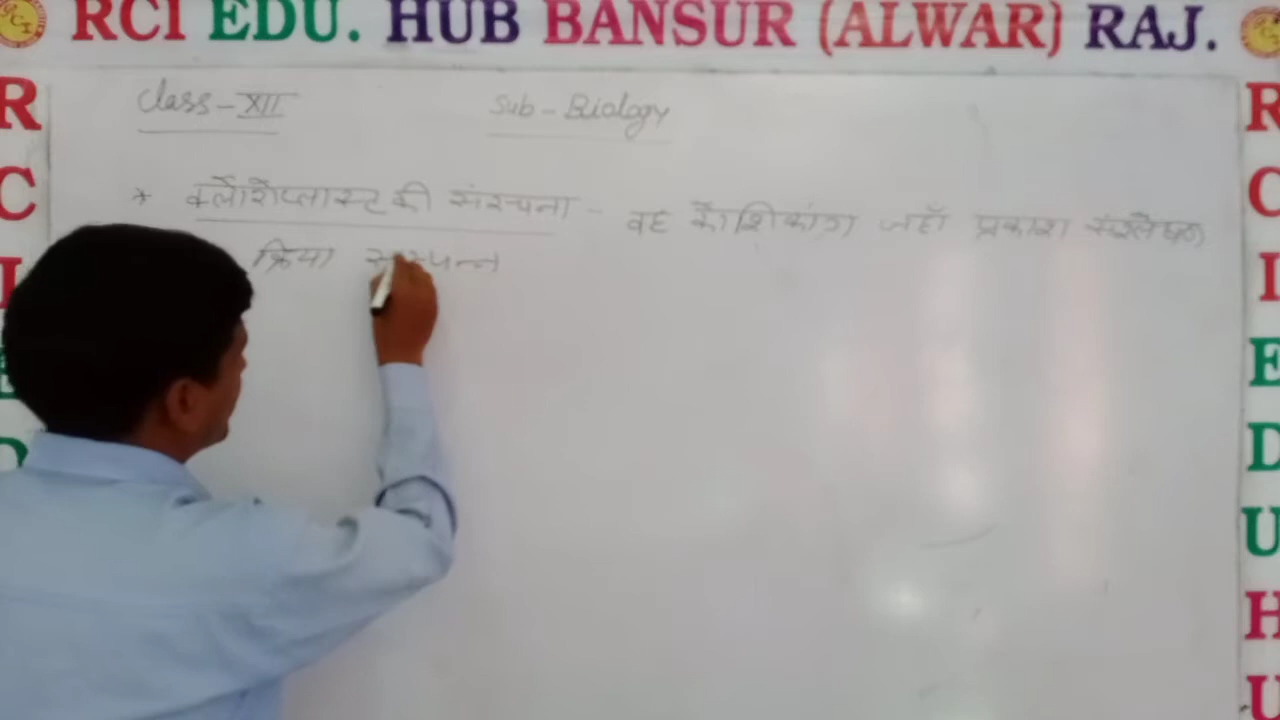 RCI EDU. HUB BANSUR (ALWAR) RAJ.
Class-XII Sub-Biology
* क्लोरोप्लास्ट की संरचना - वह कोशिकांग जहाँ प्रकाश संश्लेषण
क्रिया सम्पन्न
R
C
I
E
D
R
C
I
E
D
U
H
U